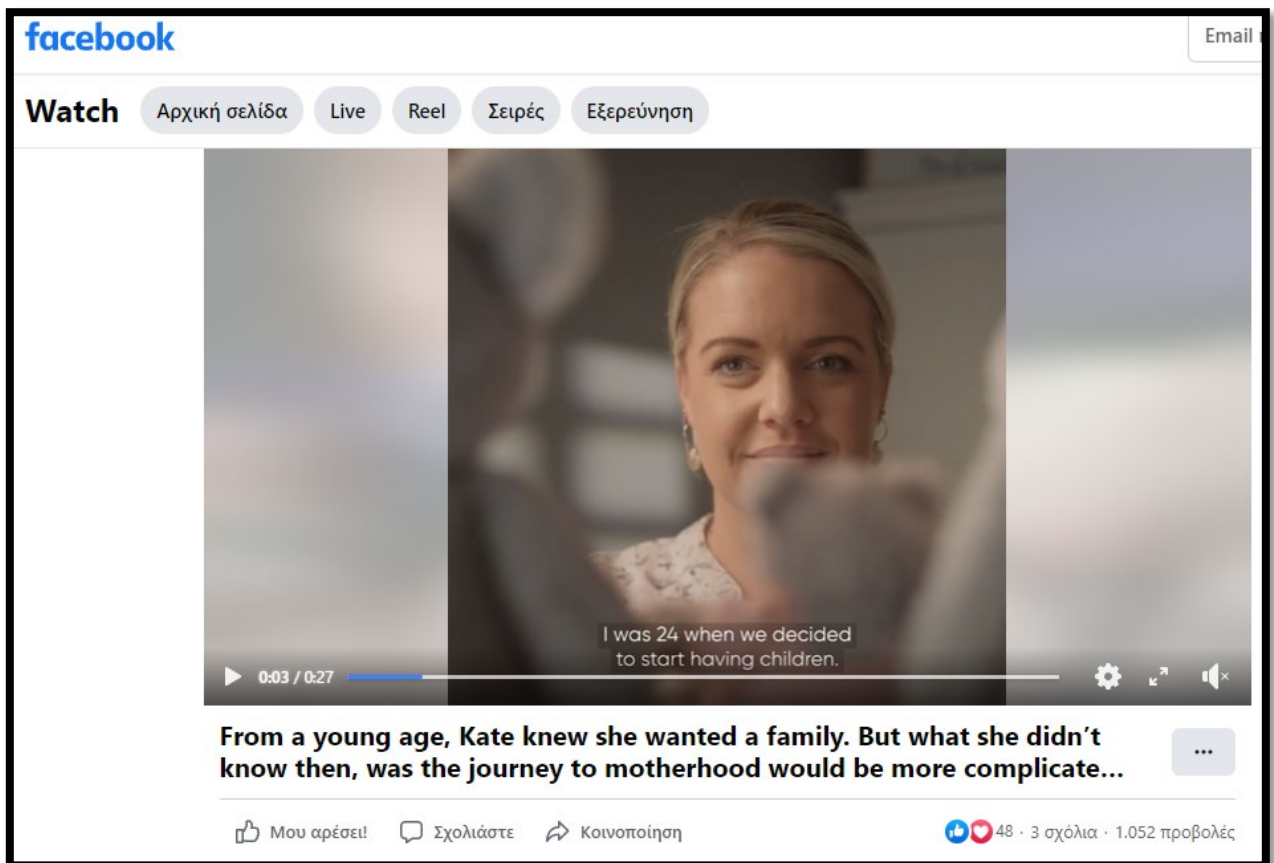 facebook
Email
Watch Αρχική σελίδα Live Reel Σειρές Εξερεύνηση
I was 24 when we decided
to start having children.
0:03 / 0:27
From a young age, Kate knew she wanted a family. But what she didn’t
know then, was the journey to motherhood would be more complicate...
Μου αρέσει! Σχολιάστε Κοινοποίηση 48 · 3 σχόλια · 1.052 προβολές